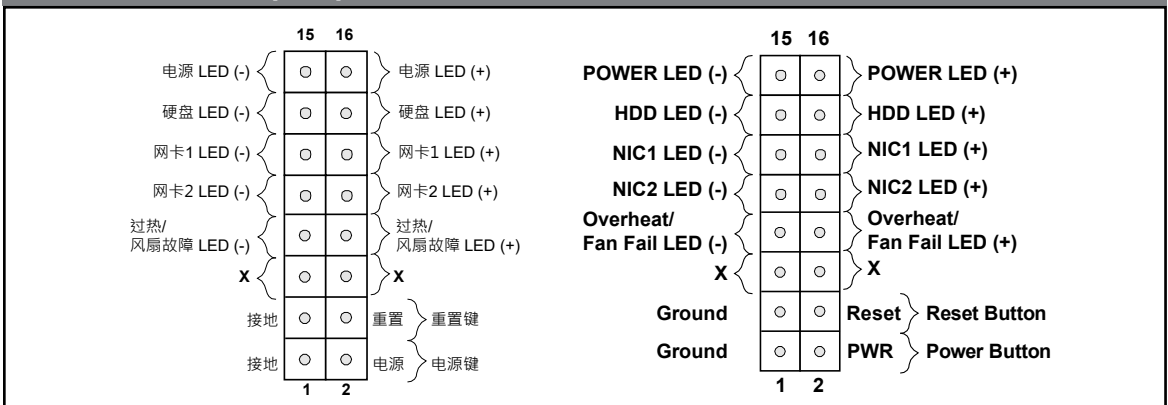 15 16
电源 LED (-) 电源 LED (+)
硬盘 LED (-) 硬盘 LED (+)
网卡1 LED (-) 网卡1 LED (+)
网卡2 LED (-) 网卡2 LED (+)
过热/ 过热/
风扇故障 LED (-) 风扇故障 LED (+)
X X
接地 重置 重置键
接地 电源 电源键
1 2
15 16
POWER LED (-) POWER LED (+)
HDD LED (-) HDD LED (+)
NIC1 LED (-) NIC1 LED (+)
NIC2 LED (-) NIC2 LED (+)
Overheat/ Overheat/
Fan Fail LED (-) Fan Fail LED (+)
X X
Ground Reset Reset Button
Ground PWR Power Button
1 2